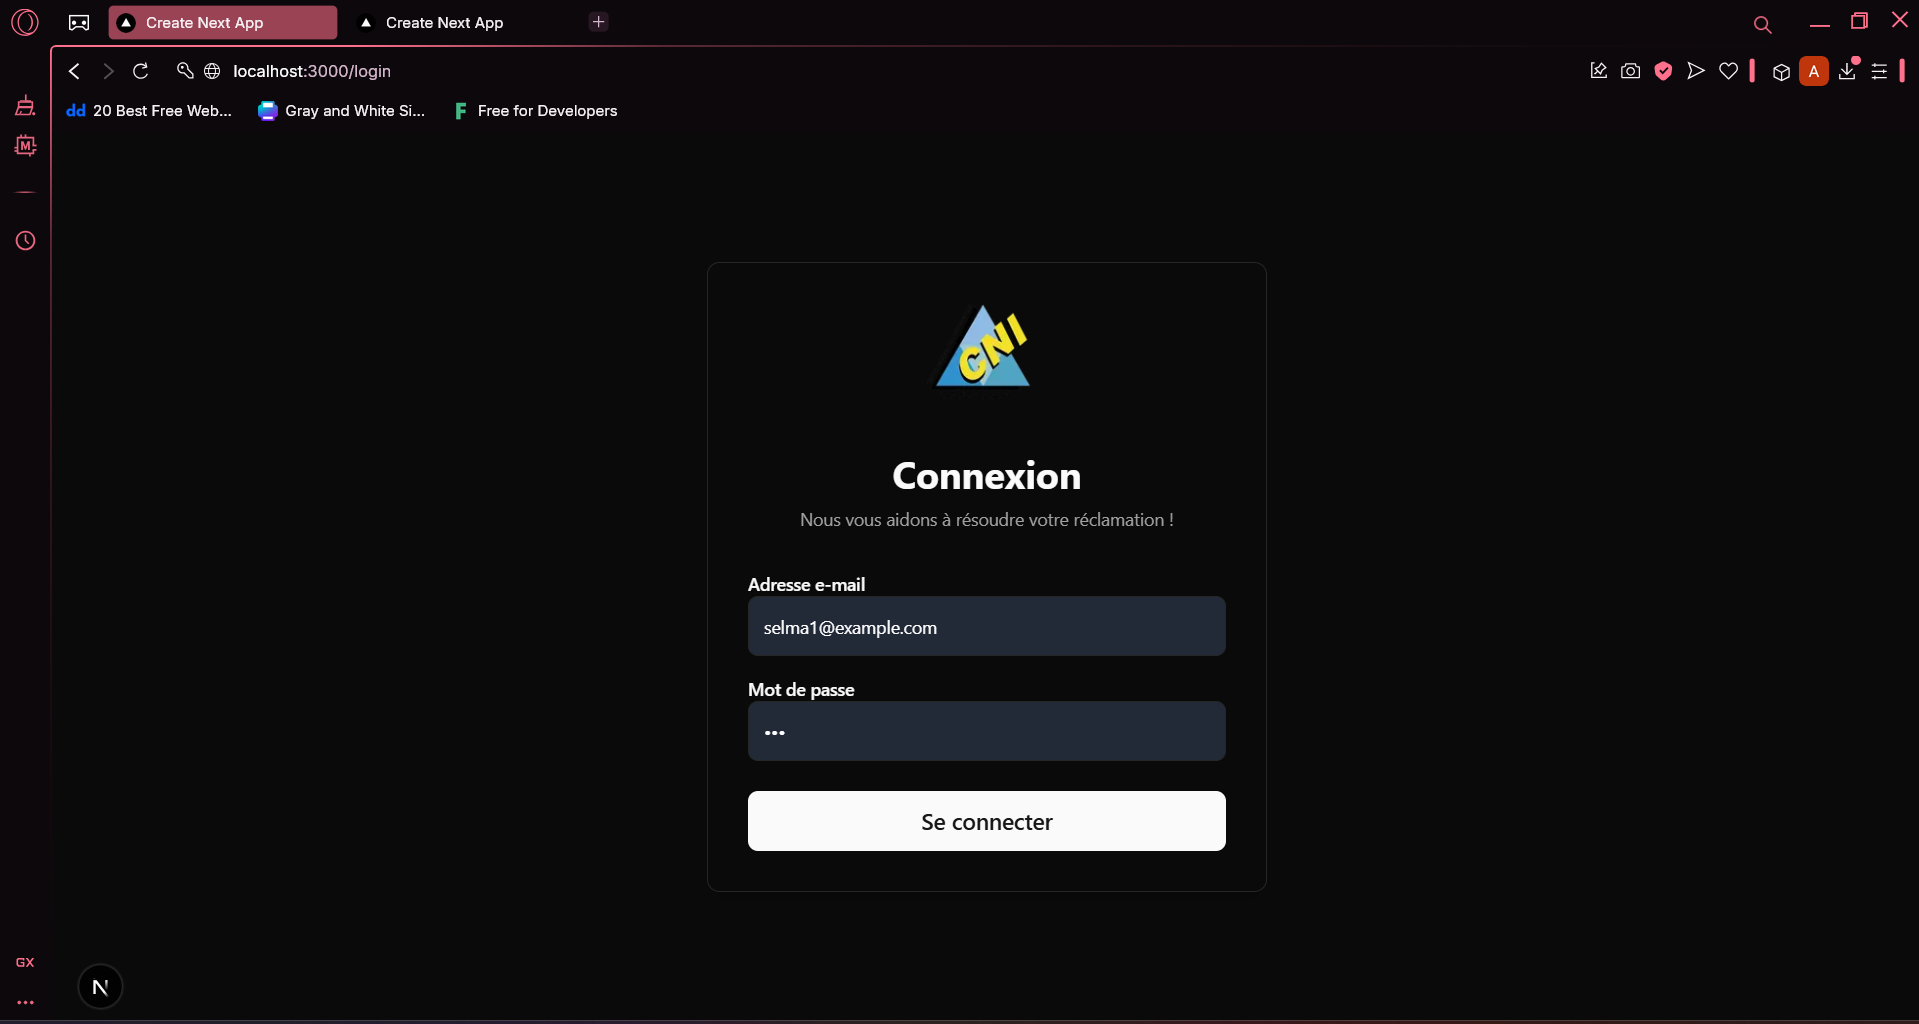 Create Next App
Create Next App
localhost:3000/login
A
dd 20 Best Free Web...
Gray and White Si...
F Free for Developers
M
GNI
Connexion
Nous vous aidons à résoudre votre réclamation !
Adresse e-mail
selma1@example.com
Mot de passe
•••
Se connecter
GX
N